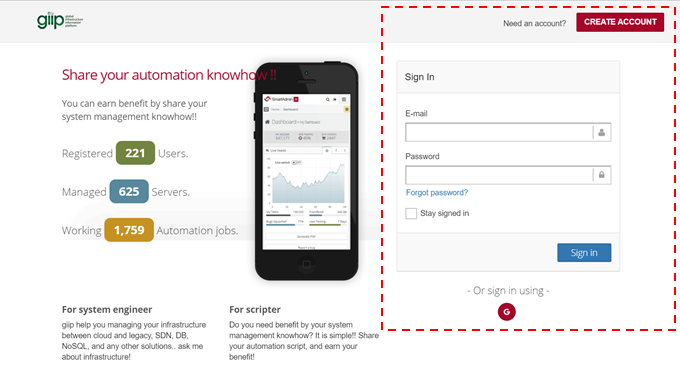 giip global infrastructure information platform
Need an account?
CREATE ACCOUNT
Share your automation knowhow !!
You can earn benefit by share your
system management knowhow!!
Registered 221 Users.
Managed 625 Servers.
Working 1,759 Automation jobs.
SmartAdmin
Home Dashboard
Dashboard
Sign In
E-mail
Password
Forgot password?
Stay signed in
Sign in
- Or sign in using -
G
For system engineer
giip help you managing your infrastructure
between cloud and legacy, SDN, DB,
NoSQL, and any other solutions.. ask me
about infrastructure!
For scripter
Do you need benefit by your system
management knowhow? It is simple!! Share
your automation script, and earn your
benefit!